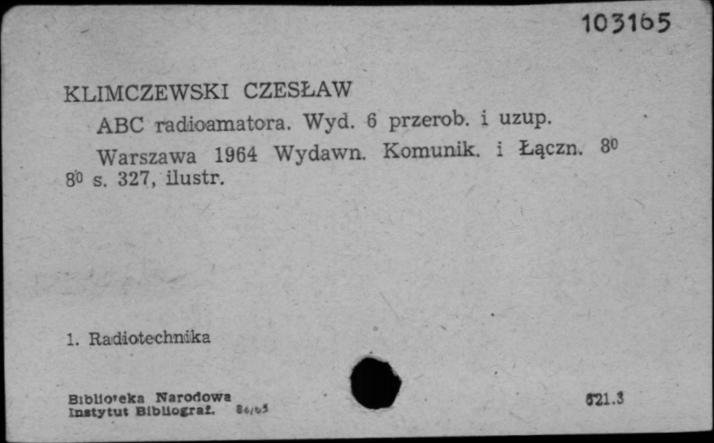 103165
KLIMCZEWSKI CZESŁAW
ABC radioamatora. Wyd. 6 przerob. i uzup.
Warszawa 1964 Wydawn. Komunik. i Łączn. 8⁰
8⁰ s. 327, ilustr.
1. Radiotechnika
Biblioteka Narodowa
Instytut Bibliograf.
621.3